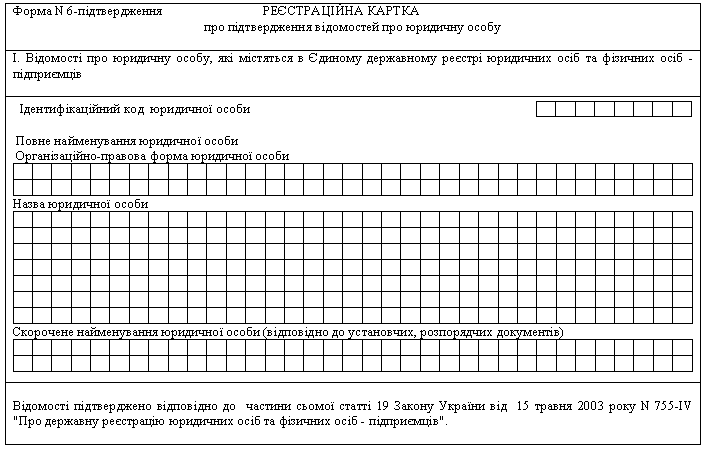 Форма N 6-підтвердження РЕЄСТРАЦІЙНА КАРТКА
про підтвердження відомостей про юридичну особу
І. Відомості про юридичну особу, які містяться в Єдиному державному реєстрі юридичних осіб та фізичних осіб -
підприємців
Ідентифікаційний код юридичної особи
Повне найменування юридичної особи
Організаційно-правова форма юридичної особи
Назва юридичної особи
Скорочене найменування юридичної особи (відповідно до установчих, розпорядчих документів)
Відомості підтверджено відповідно до частини сьомої статті 19 Закону України від 15 травня 2003 року N 755-IV
"Про державну реєстрацію юридичних осіб та фізичних осіб - підприємців".